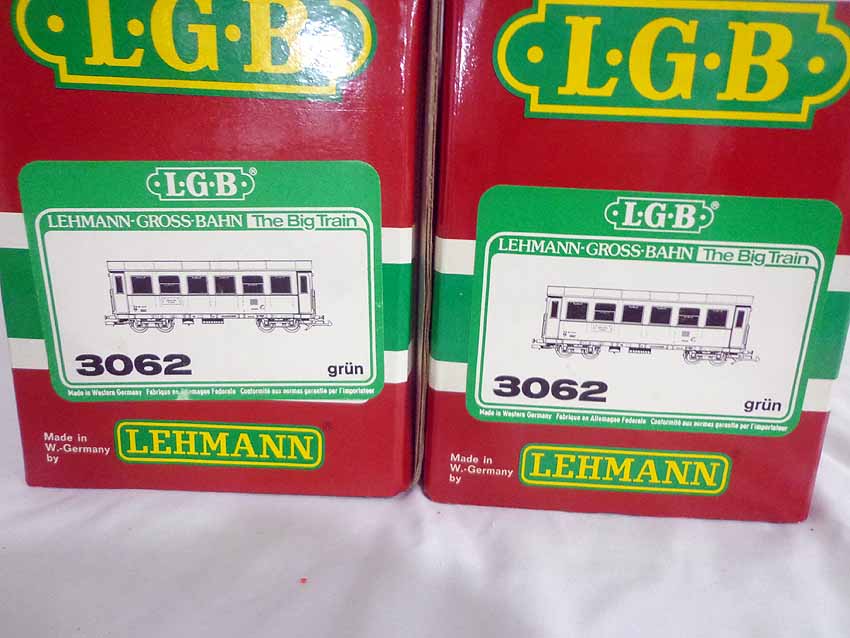 L·G·B
L·G·B®
LEHMANN-GROSS-BAHN The Big Train
3062
grün
Made in Western Germany Fabriqué en Allemagne Federale Conformité aux normes garantie par l'importateur
Made in
W.-Germany
by
LEHMANN®
L·G·B
L·G·B®
LEHMANN-GROSS-BAHN The Big Train
3062
grün
Made in Western Germany Fabriqué en Allemagne Federale Conformité aux normes garantie par l'importateur
Made in
W.-Germany
by
LEHMANN